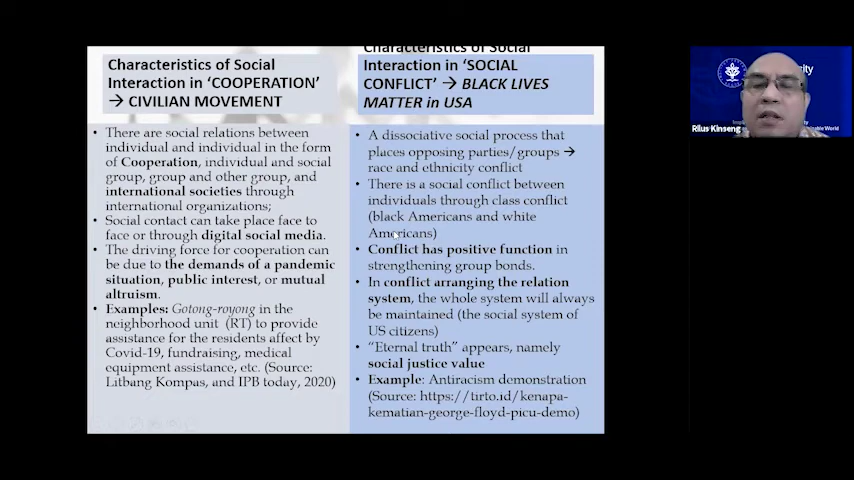 Characteristics of Social
Interaction in ‘COOPERATION’
→ CIVILIAN MOVEMENT
• There are social relations between
individual and individual in the form
of Cooperation, individual and social
group, group and other group, and
international societies through
international organizations;
• Social contact can take place face to
face or through digital social media.
• The driving force for cooperation can
be due to the demands of a pandemic
situation, public interest, or mutual
altruism.
• Examples: Gotong-royong in the
neighborhood unit (RT) to provide
assistance for the residents affect by
Covid-19, fundraising, medical
equipment assistance, etc. (Source:
Litbang Kompas, and IPB today, 2020)
Characteristics of Social
Interaction in ‘SOCIAL
CONFLICT’ → BLACK LIVES
MATTER in USA
• A dissociative social process that
places opposing parties/groups →
race and ethnicity conflict
• There is a social conflict between
individuals through class conflict
(black Americans and white
Americans)
• Conflict has positive function in
strengthening group bonds.
• In conflict arranging the relation
system, the whole system will always
be maintained (the social system of
US citizens)
• “Eternal truth” appears, namely
social justice value
• Example: Antiracism demonstration
(Source: https://tirto.id/kenapa-
kematian-george-floyd-picu-demo)
Rilus Kinseng